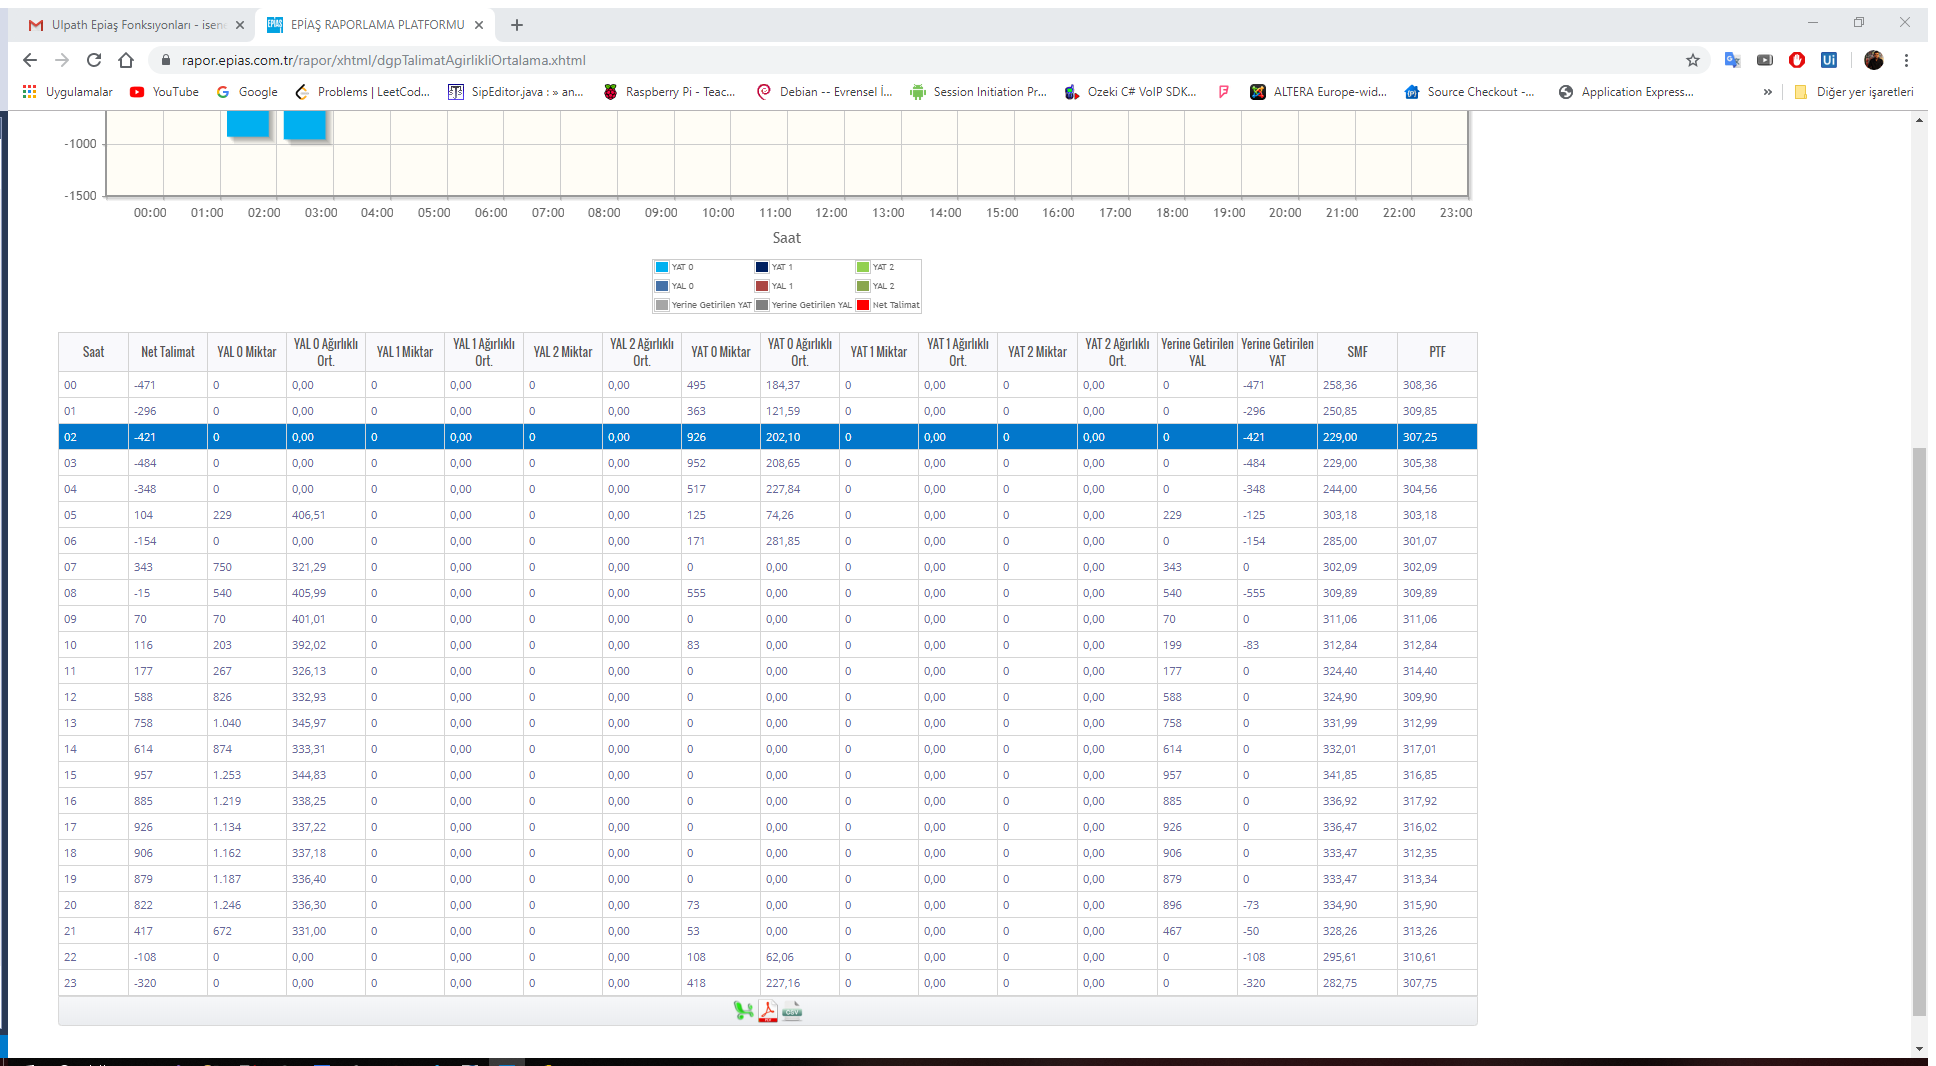 Ulpath Epiaş Fonksıyonları - isen
EPİAŞ RAPORLAMA PLATFORMU
rapor.epias.com.tr/rapor/xhtml/dgpTalimatAgirlikliOrtalama.xhtml
Uygulamalar YouTube Google Problems | LeetCod... SipEditor.java : » an... Raspberry Pi - Teac... Debian -- Evrensel İ... Session Initiation Pr... Ozeki C# VoIP SDK... ALTERA Europe-wid... Source Checkout -... Application Express... » Diğer yer işaretleri
-1000
-1500
00:00 01:00 02:00 03:00 04:00 05:00 06:00 07:00 08:00 09:00 10:00 11:00 12:00 13:00 14:00 15:00 16:00 17:00 18:00 19:00 20:00 21:00 22:00 23:00
Saat
YAT 0 YAT 1 YAT 2
YAL 0 YAL 1 YAL 2
Yerine Getirilen YAT Yerine Getirilen YAL Net Talimat
Saat Net Talimat YAL 0 Miktar YAL 0 Ağırlıklı Ort. YAL 1 Miktar YAL 1 Ağırlıklı Ort. YAL 2 Miktar YAL 2 Ağırlıklı Ort. YAT 0 Miktar YAT 0 Ağırlıklı Ort. YAT 1 Miktar YAT 1 Ağırlıklı Ort. YAT 2 Miktar YAT 2 Ağırlıklı Ort. Yerine Getirilen YAL Yerine Getirilen YAT SMF PTF
00 -471 0 0,00 0 0,00 0 0,00 495 184,37 0 0,00 0 0,00 0 -471 258,36 308,36
01 -296 0 0,00 0 0,00 0 0,00 363 121,59 0 0,00 0 0,00 0 -296 250,85 309,85
02 -421 0 0,00 0 0,00 0 0,00 926 202,10 0 0,00 0 0,00 0 -421 229,00 307,25
03 -484 0 0,00 0 0,00 0 0,00 952 208,65 0 0,00 0 0,00 0 -484 229,00 305,38
04 -348 0 0,00 0 0,00 0 0,00 517 227,84 0 0,00 0 0,00 0 -348 244,00 304,56
05 104 229 406,51 0 0,00 0 0,00 125 74,26 0 0,00 0 0,00 229 -125 303,18 303,18
06 -154 0 0,00 0 0,00 0 0,00 171 281,85 0 0,00 0 0,00 0 -154 285,00 301,07
07 343 750 321,29 0 0,00 0 0,00 0 0,00 0 0,00 0 0,00 343 0 302,09 302,09
08 -15 540 405,99 0 0,00 0 0,00 555 0,00 0 0,00 0 0,00 540 -555 309,89 309,89
09 70 70 401,01 0 0,00 0 0,00 0 0,00 0 0,00 0 0,00 70 0 311,06 311,06
10 116 203 392,02 0 0,00 0 0,00 83 0,00 0 0,00 0 0,00 199 -83 312,84 312,84
11 177 267 326,13 0 0,00 0 0,00 0 0,00 0 0,00 0 0,00 177 0 324,40 314,40
12 588 826 332,93 0 0,00 0 0,00 0 0,00 0 0,00 0 0,00 588 0 324,90 309,90
13 758 1.040 345,97 0 0,00 0 0,00 0 0,00 0 0,00 0 0,00 758 0 331,99 312,99
14 614 874 333,31 0 0,00 0 0,00 0 0,00 0 0,00 0 0,00 614 0 332,01 317,01
15 957 1.253 344,83 0 0,00 0 0,00 0 0,00 0 0,00 0 0,00 957 0 341,85 316,85
16 885 1.219 338,25 0 0,00 0 0,00 0 0,00 0 0,00 0 0,00 885 0 336,92 317,92
17 926 1.134 337,22 0 0,00 0 0,00 0 0,00 0 0,00 0 0,00 926 0 336,47 316,02
18 906 1.162 337,18 0 0,00 0 0,00 0 0,00 0 0,00 0 0,00 906 0 333,47 312,35
19 879 1.187 336,40 0 0,00 0 0,00 0 0,00 0 0,00 0 0,00 879 0 333,47 313,34
20 822 1.246 336,30 0 0,00 0 0,00 73 0,00 0 0,00 0 0,00 896 -73 334,90 315,90
21 417 672 331,00 0 0,00 0 0,00 53 0,00 0 0,00 0 0,00 467 -50 328,26 313,26
22 -108 0 0,00 0 0,00 0 0,00 108 62,06 0 0,00 0 0,00 0 -108 295,61 310,61
23 -320 0 0,00 0 0,00 0 0,00 418 227,16 0 0,00 0 0,00 0 -320 282,75 307,75